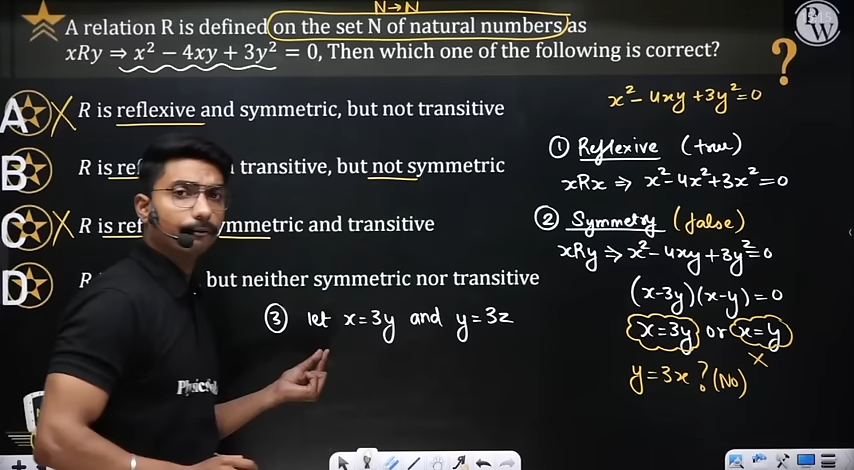 N→N
A relation R is defined on the set N of natural numbers as
xRy ⇒ x² − 4xy + 3y² = 0, Then which one of the following is correct?
PW
?
A R is reflexive and symmetric, but not transitive
B R is transitive, but not symmetric
C R is symmetric and transitive
D R but neither symmetric nor transitive
x² - 4xy + 3y² = 0
① Reflexive (true)
xRx ⇒ x² - 4x² + 3x² = 0
② Symmetry (false)
xRy ⇒ x² - 4xy + 3y² = 0
(x-3y)(x-y) = 0
x=3y or x=y
x
y=3x ? (No)
③ let x=3y and y=3z